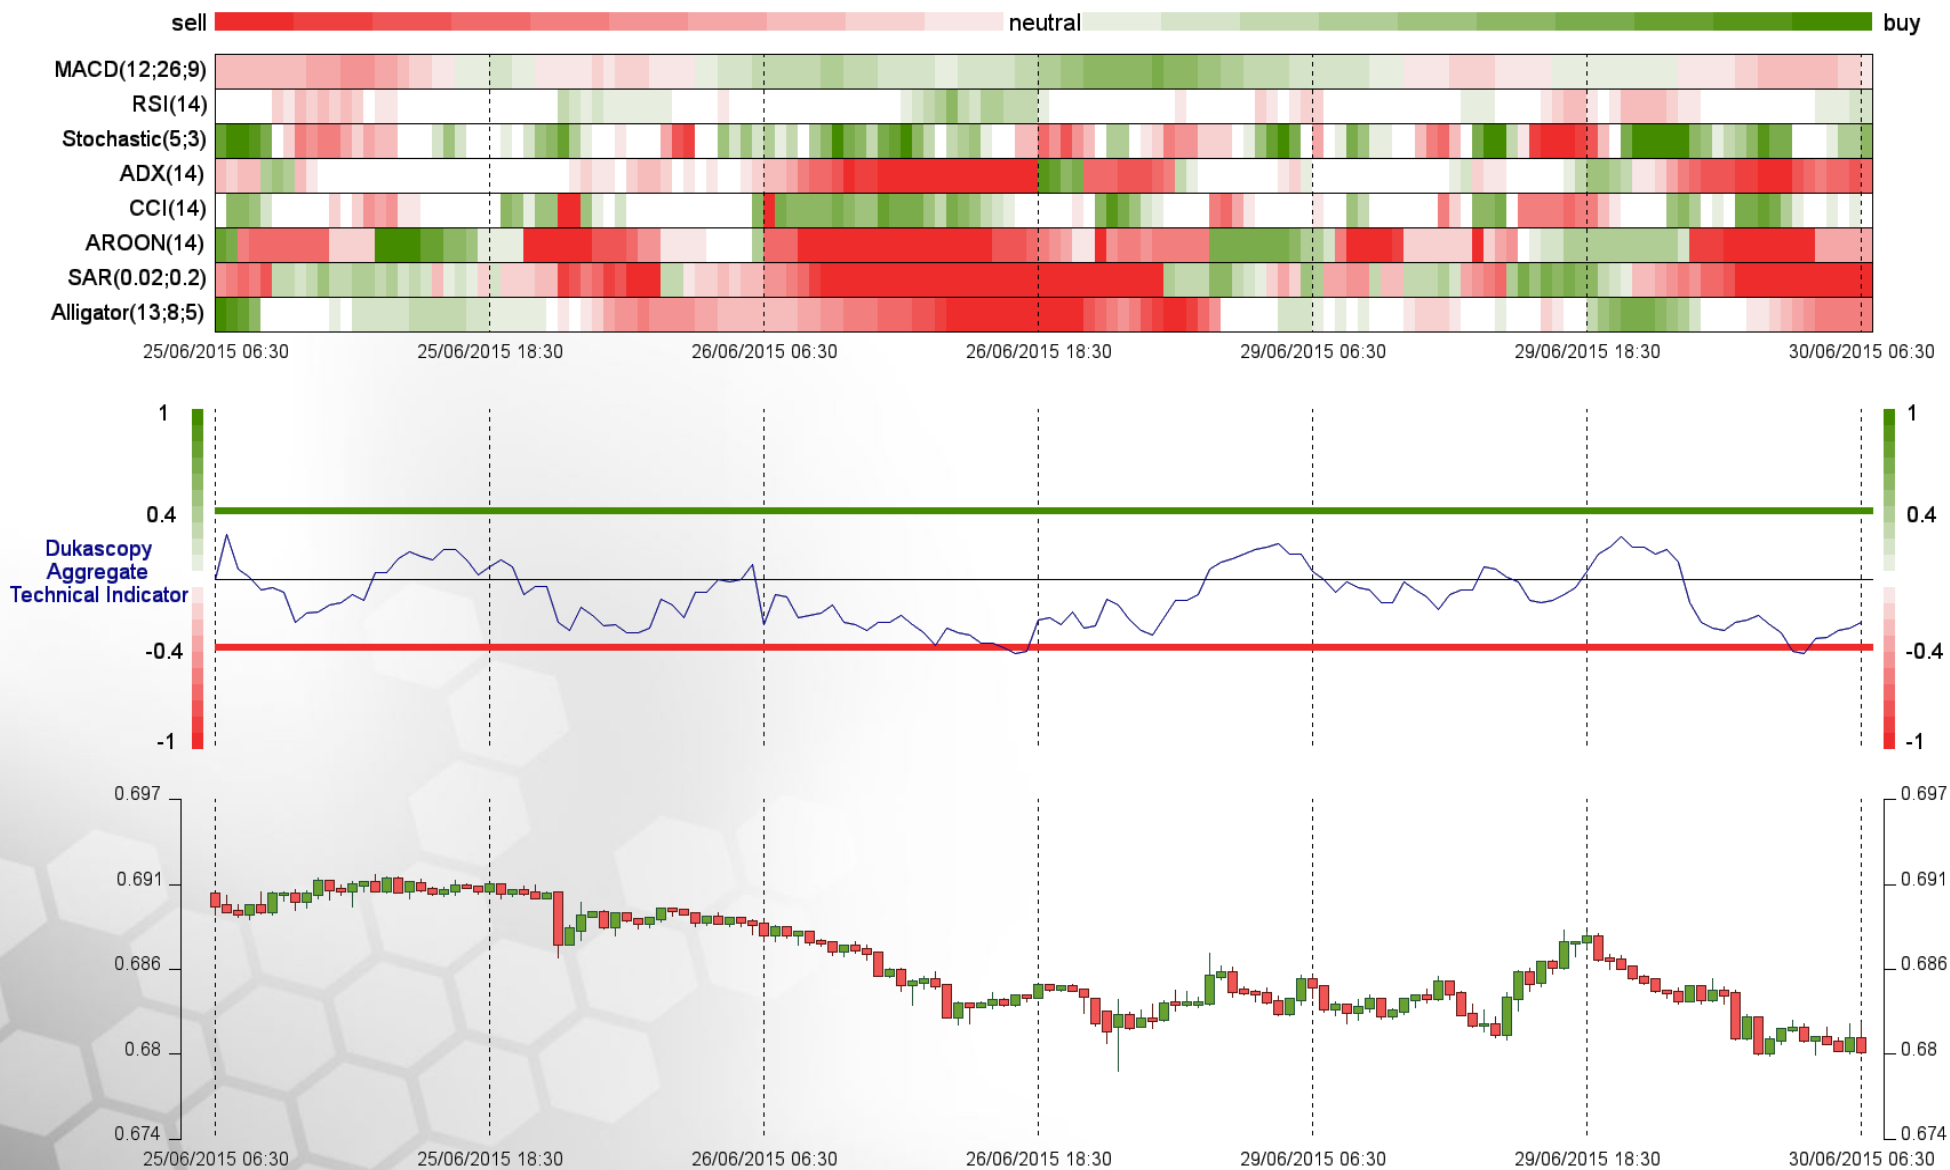 sell neutral buy
MACD(12;26;9)
RSI(14)
Stochastic(5;3)
ADX(14)
CCI(14)
AROON(14)
SAR(0.02;0.2)
Alligator(13;8;5)
25/06/2015 06:30 25/06/2015 18:30 26/06/2015 06:30 26/06/2015 18:30 29/06/2015 06:30 29/06/2015 18:30 30/06/2015 06:30
1 1
0.4 0.4
Dukascopy
Aggregate
Technical Indicator
-0.4 -0.4
-1 -1
0.697 0.697
0.691 0.691
0.686 0.686
0.68 0.68
0.674 0.674
25/06/2015 06:30 25/06/2015 18:30 26/06/2015 06:30 26/06/2015 18:30 29/06/2015 06:30 29/06/2015 18:30 30/06/2015 06:30